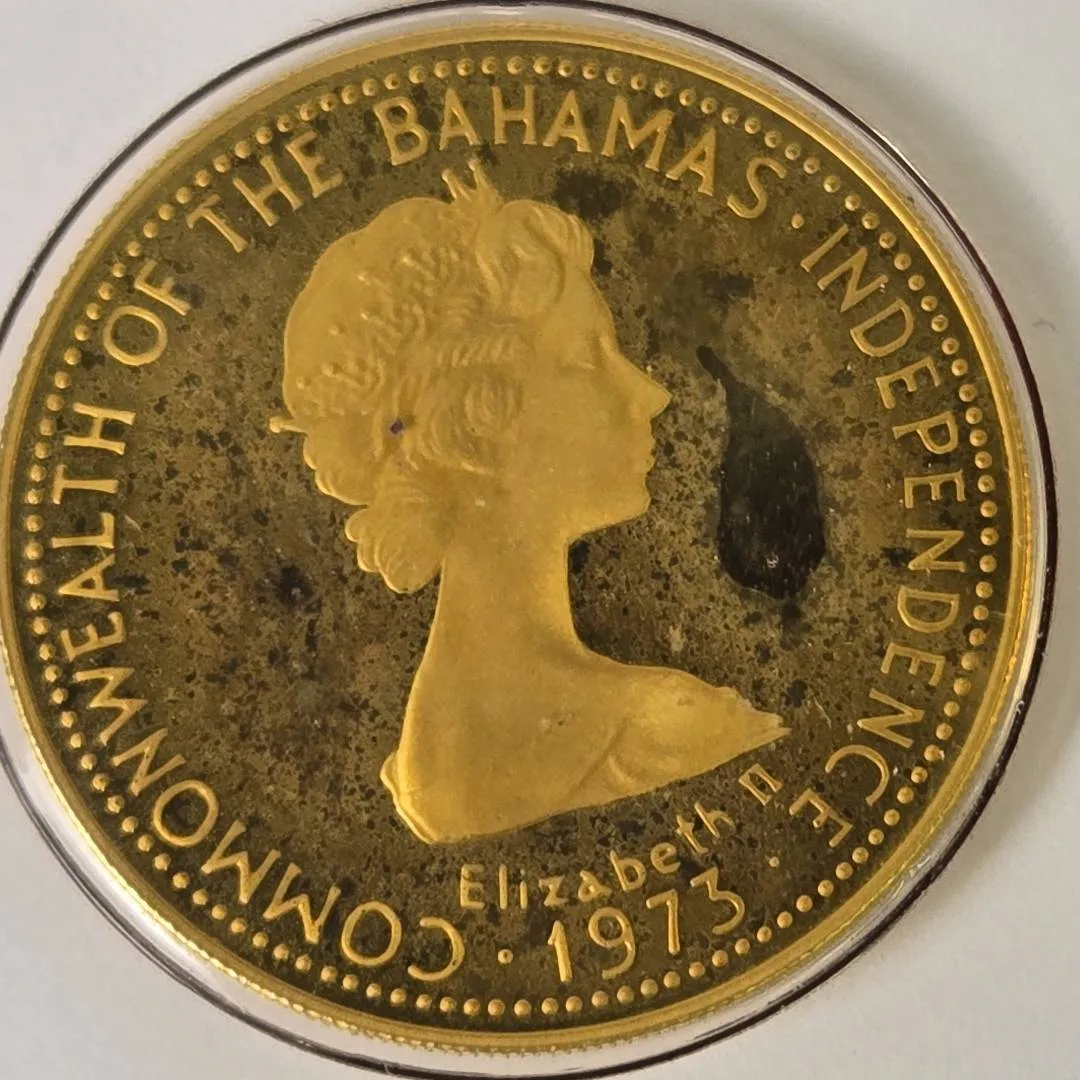 COMMONWEALTH OF THE BAHAMAS · INDEPENDENCE · 1973 ·
Elizabeth II